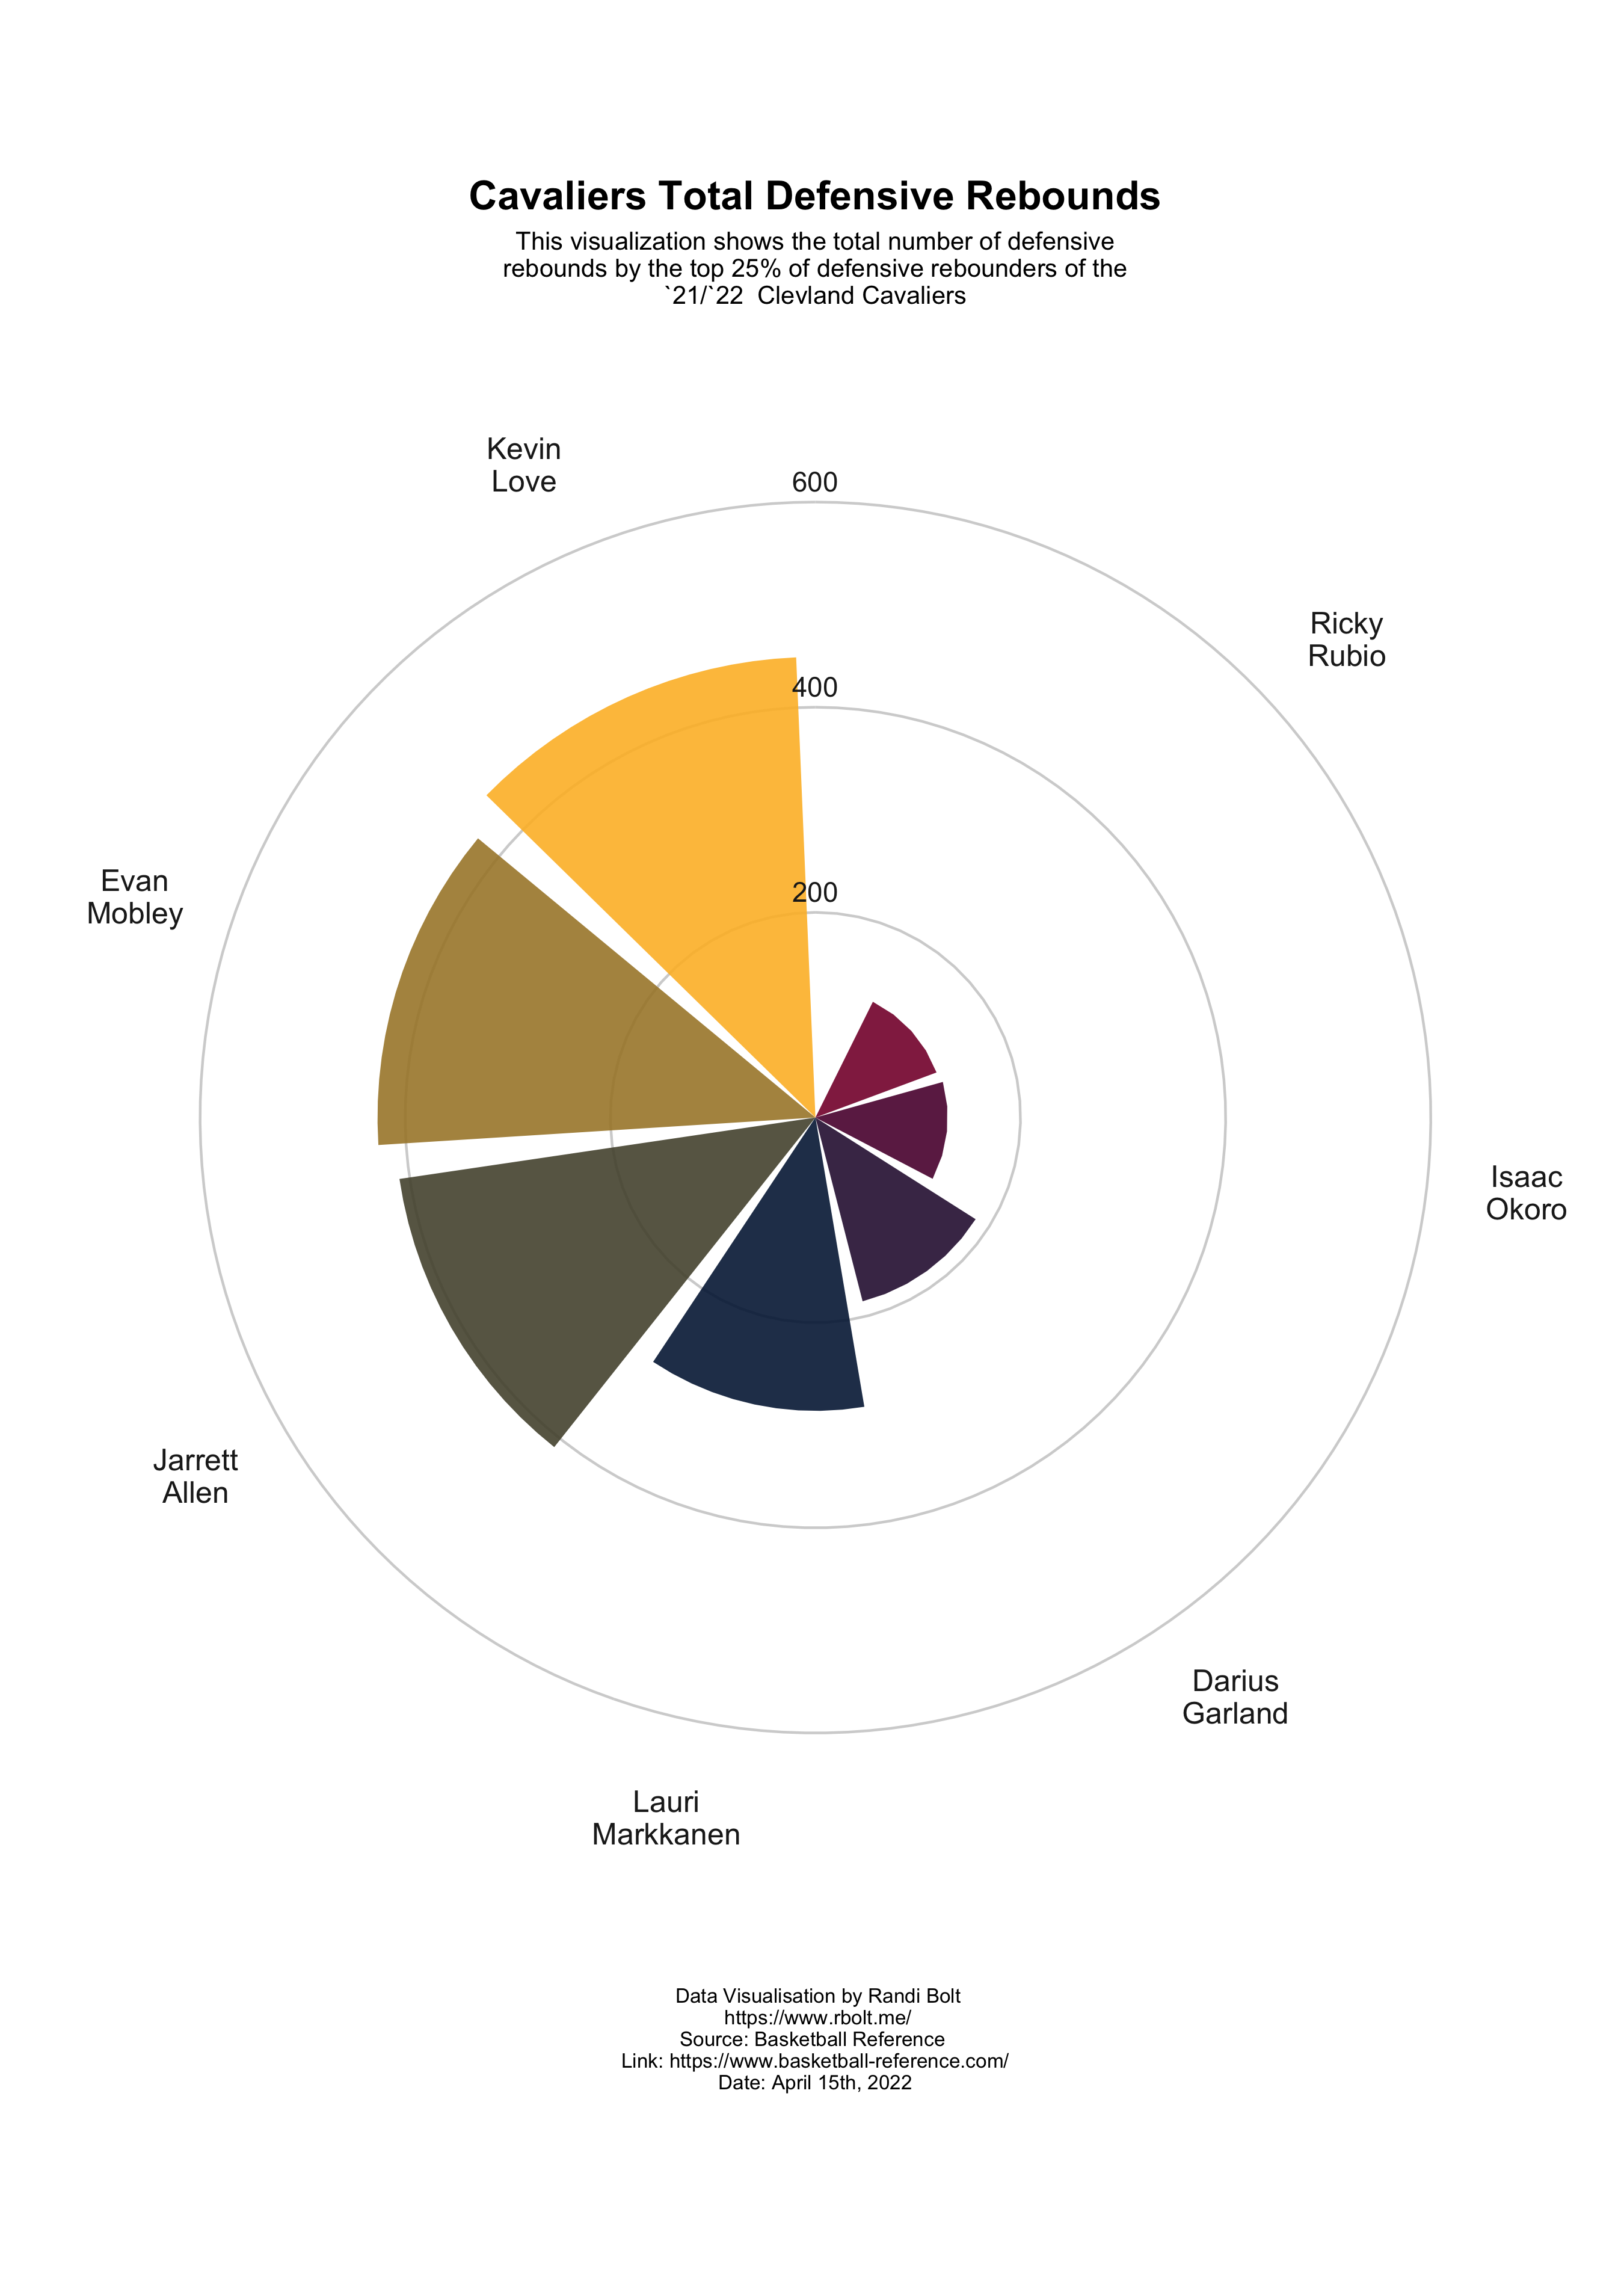 Cavaliers Total Defensive Rebounds
This visualization shows the total number of defensive
rebounds by the top 25% of defensive rebounders of the
`21/`22  Clevland Cavaliers
Kevin
Love
600
Ricky
Rubio
400
Evan
Mobley
200
Isaac
Okoro
Jarrett
Allen
Darius
Garland
Lauri
Markkanen
Data Visualisation by Randi Bolt
https://www.rbolt.me/
Source: Basketball Reference
Link: https://www.basketball-reference.com/
Date: April 15th, 2022